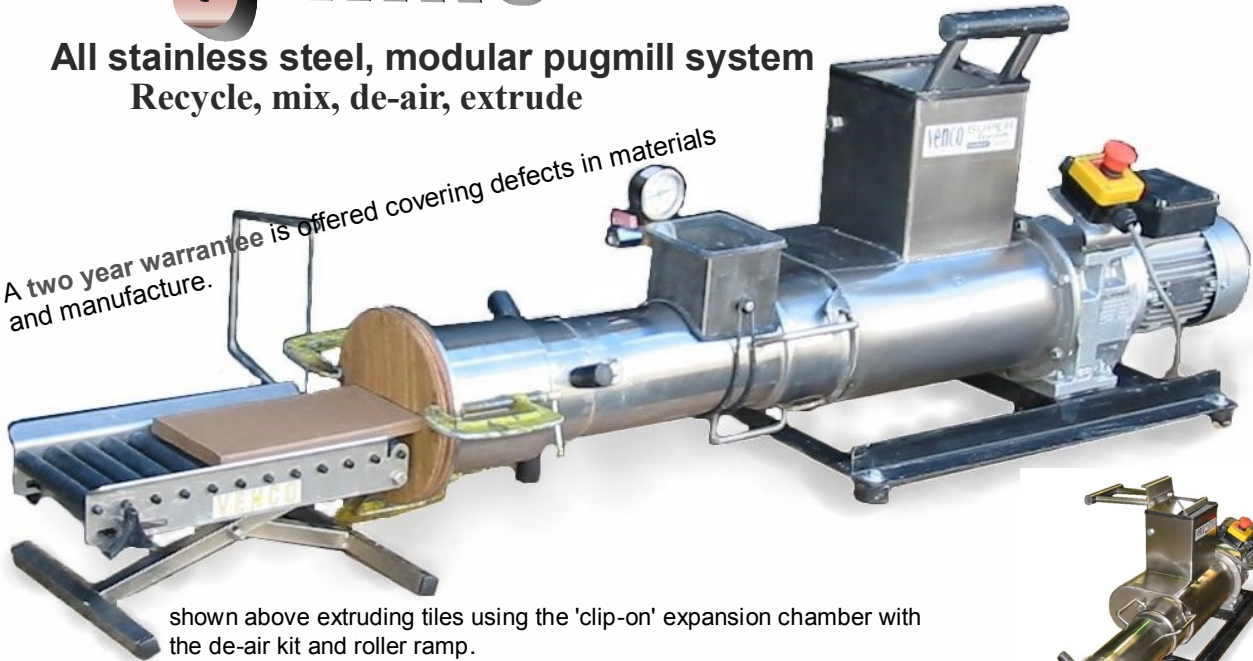 All stainless steel, modular pugmill system
Recycle, mix, de-air, extrude
A two year warrantee is offered covering defects in materials
and manufacture.
venco SUPER
VENCO
shown above extruding tiles using the 'clip-on' expansion chamber with
the de-air kit and roller ramp.